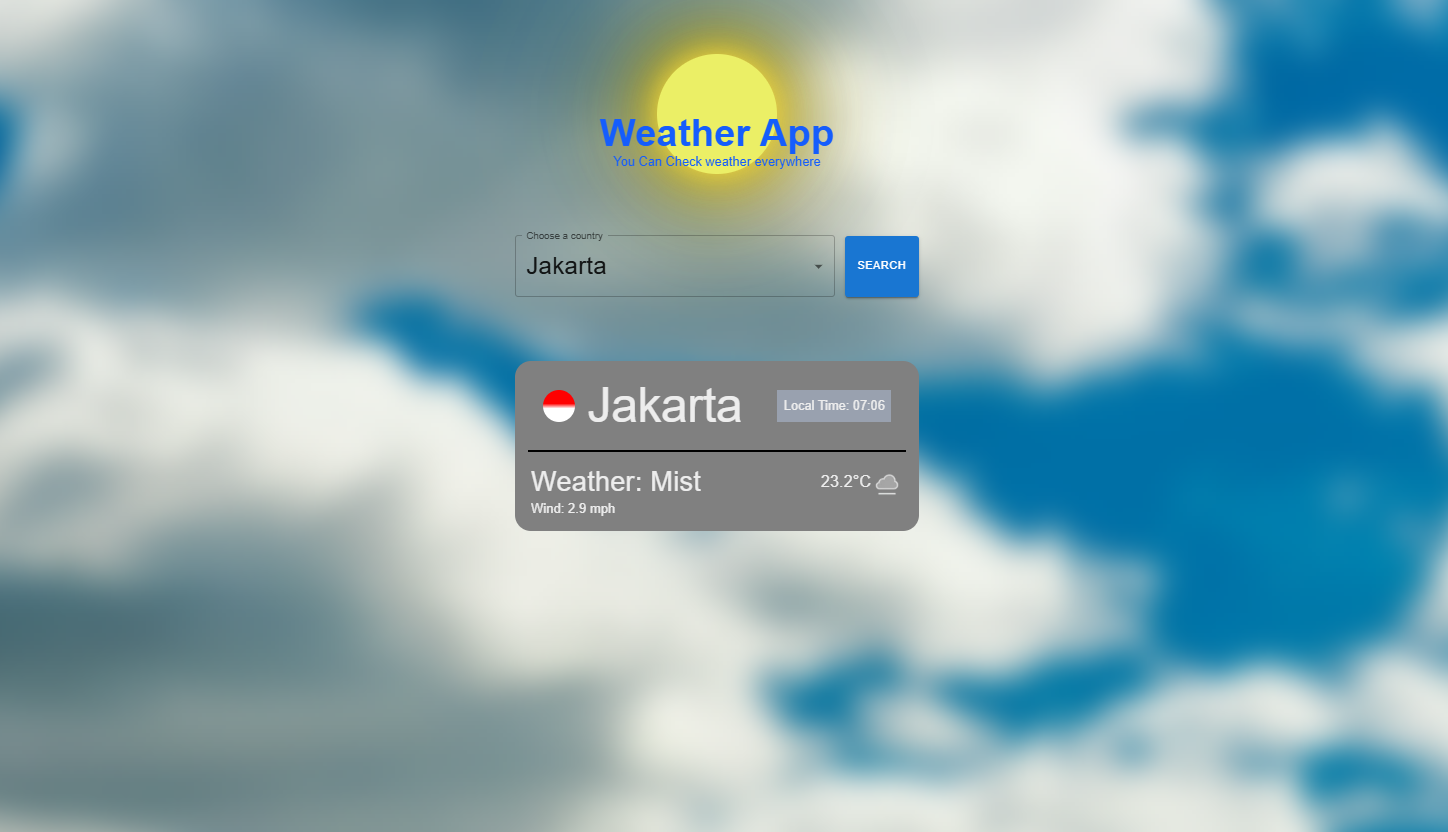 Weather App
You Can Check weather everywhere
Choose a country
Jakarta
SEARCH
Jakarta
Local Time: 07:06
Weather: Mist
23.2°C
Wind: 2.9 mph